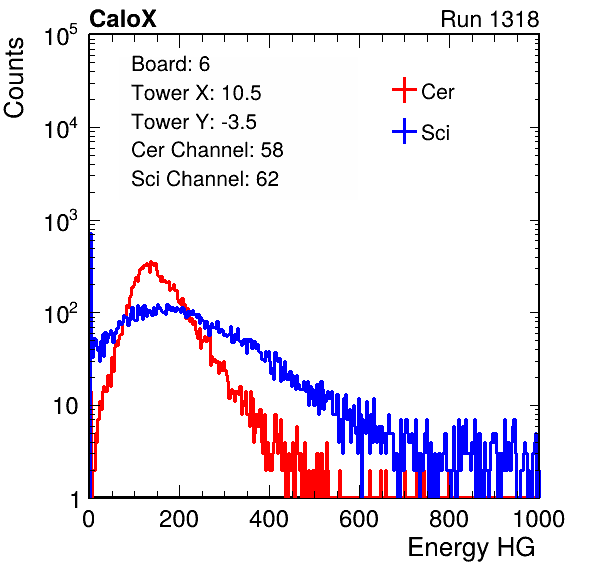 CaloX Run 1318
Counts
Board: 6
Tower X: 10.5
Tower Y: -3.5
Cer Channel: 58
Sci Channel: 62
Cer
Sci
10^5
10^4
10^3
10^2
10
1
0 200 400 600 800 1000
Energy HG